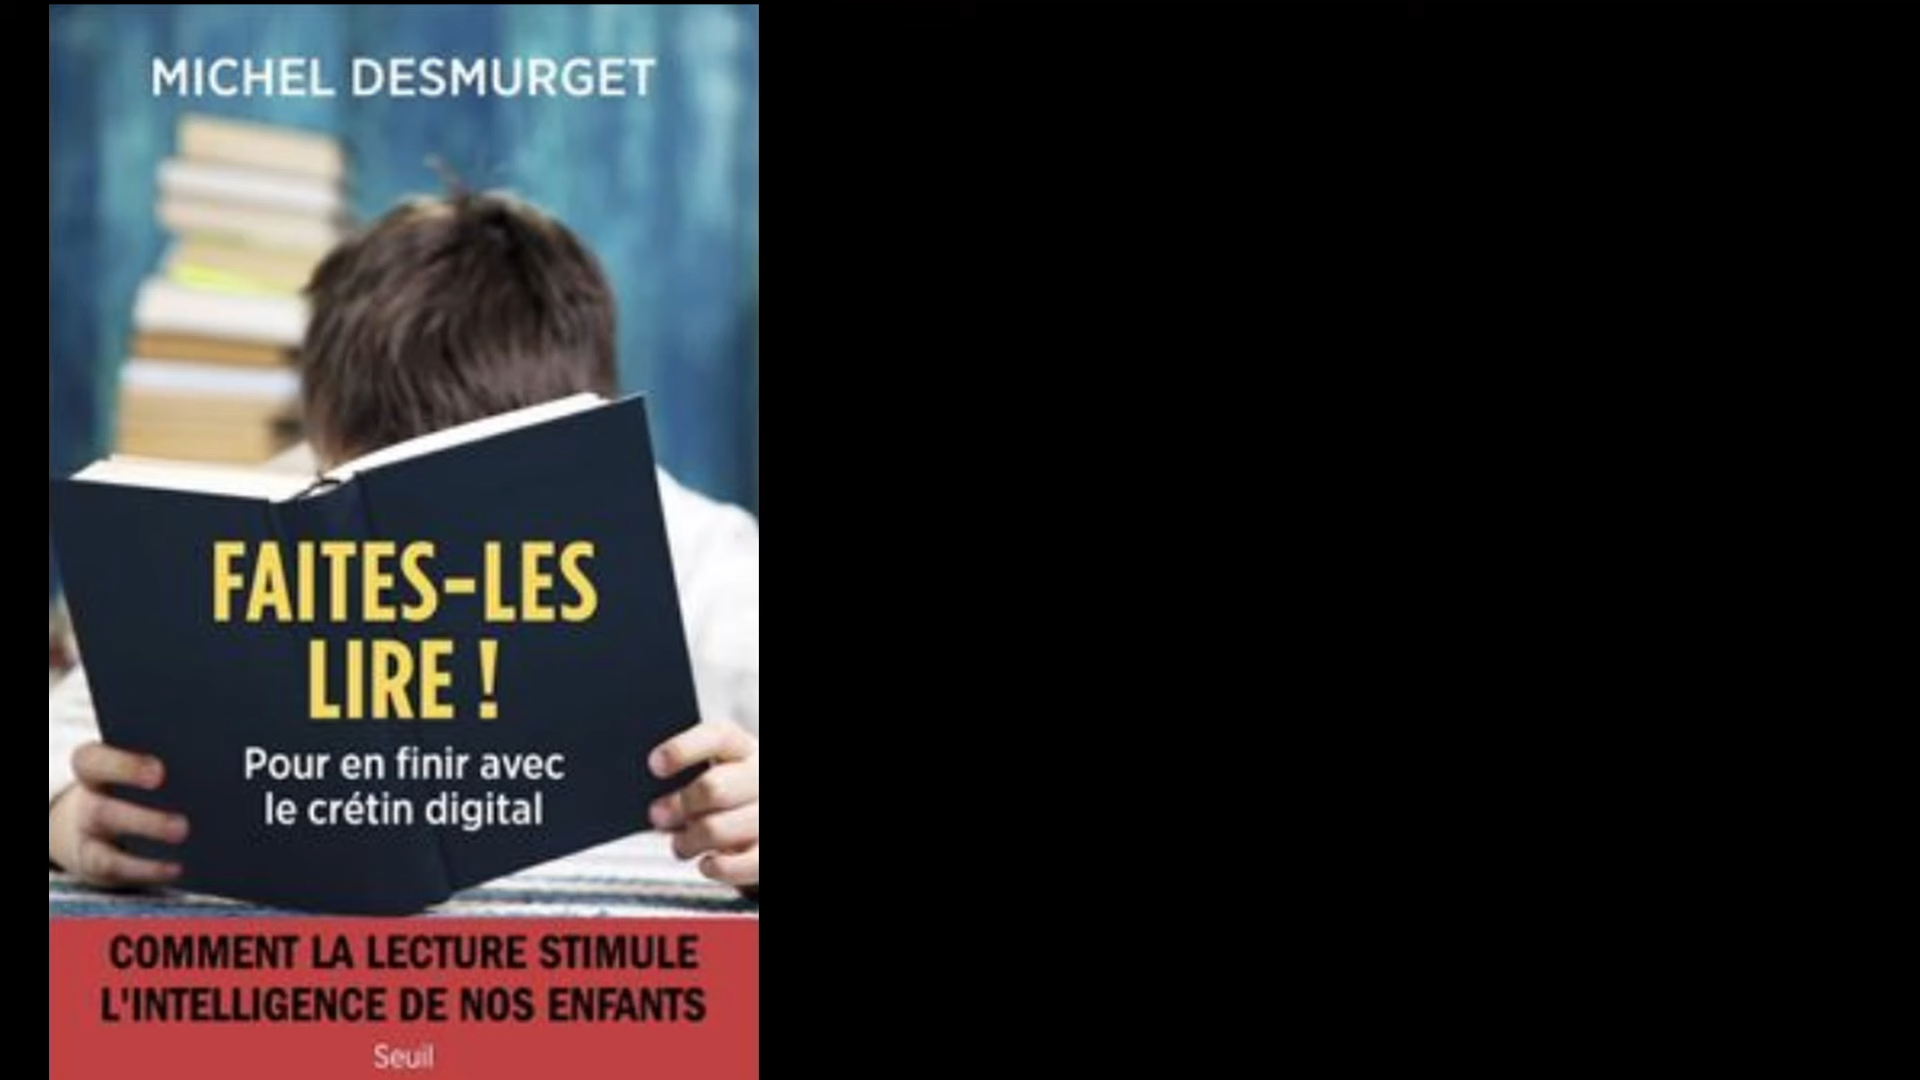 MICHEL DESMURGET
FAITES-LES
LIRE !
Pour en finir avec
le crétin digital
COMMENT LA LECTURE STIMULE
L'INTELLIGENCE DE NOS ENFANTS
Seuil